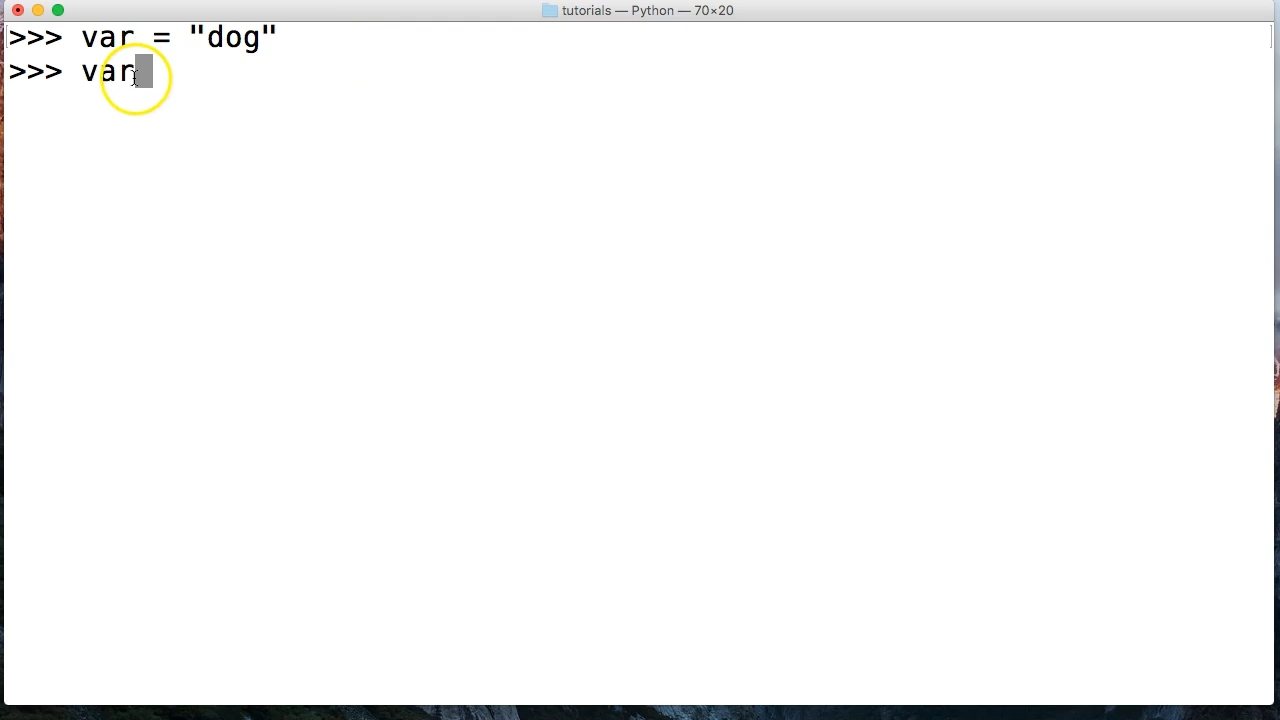 tutorials — Python — 70×20
>>> var = "dog"
>>> var